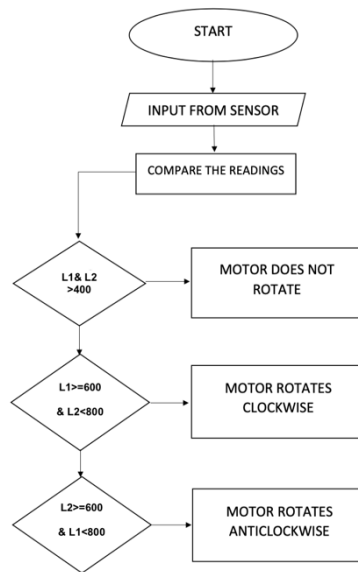 START
INPUT FROM SENSOR
COMPARE THE READINGS
L1& L2
>400
MOTOR DOES NOT
ROTATE
L1>=600
& L2<800
MOTOR ROTATES
CLOCKWISE
L2>=600
& L1<800
MOTOR ROTATES
ANTICLOCKWISE